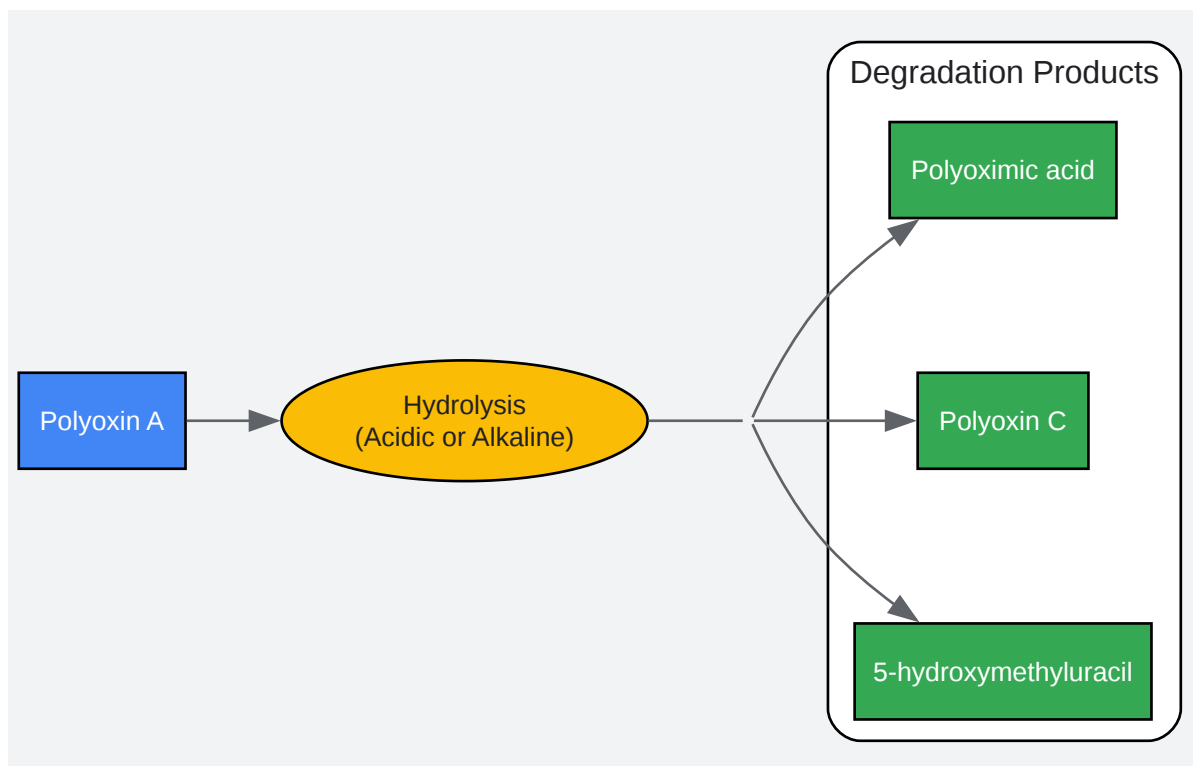 Degradation Products
Polyoximic acid
Polyoxin A
Hydrolysis
(Acidic or Alkaline)
Polyoxin C
5-hydroxymethyluracil